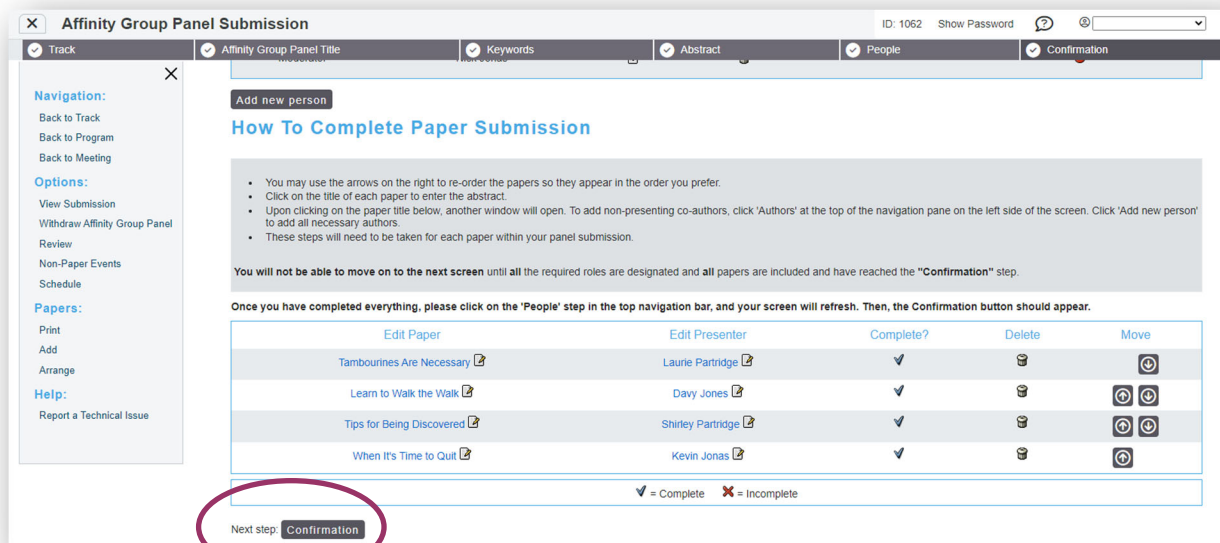 Affinity Group Panel Submission
ID: 1062 Show Password
Track Affinity Group Panel Title Keywords Abstract People Confirmation
Navigation:
Back to Track
Back to Program
Back to Meeting
Options:
View Submission
Withdraw Affinity Group Panel
Review
Non-Paper Events
Schedule
Papers:
Print
Add
Arrange
Help:
Report a Technical Issue
Add new person
How To Complete Paper Submission
You may use the arrows on the right to re-order the papers so they appear in the order you prefer.
Click on the title of each paper to enter the abstract.
Upon clicking on the paper title below, another window will open. To add non-presenting co-authors, click 'Authors' at the top of the navigation pane on the left side of the screen. Click 'Add new person'
to add all necessary authors.
These steps will need to be taken for each paper within your panel submission.
You will not be able to move on to the next screen until all the required roles are designated and all papers are included and have reached the "Confirmation" step.
Once you have completed everything, please click on the 'People' step in the top navigation bar, and your screen will refresh. Then, the Confirmation button should appear.
Edit Paper Edit Presenter Complete? Delete Move
Tambourines Are Necessary Laurie Partridge
Learn to Walk the Walk Davy Jones
Tips for Being Discovered Shirley Partridge
When It's Time to Quit Kevin Jonas
= Complete = Incomplete
Next step: Confirmation